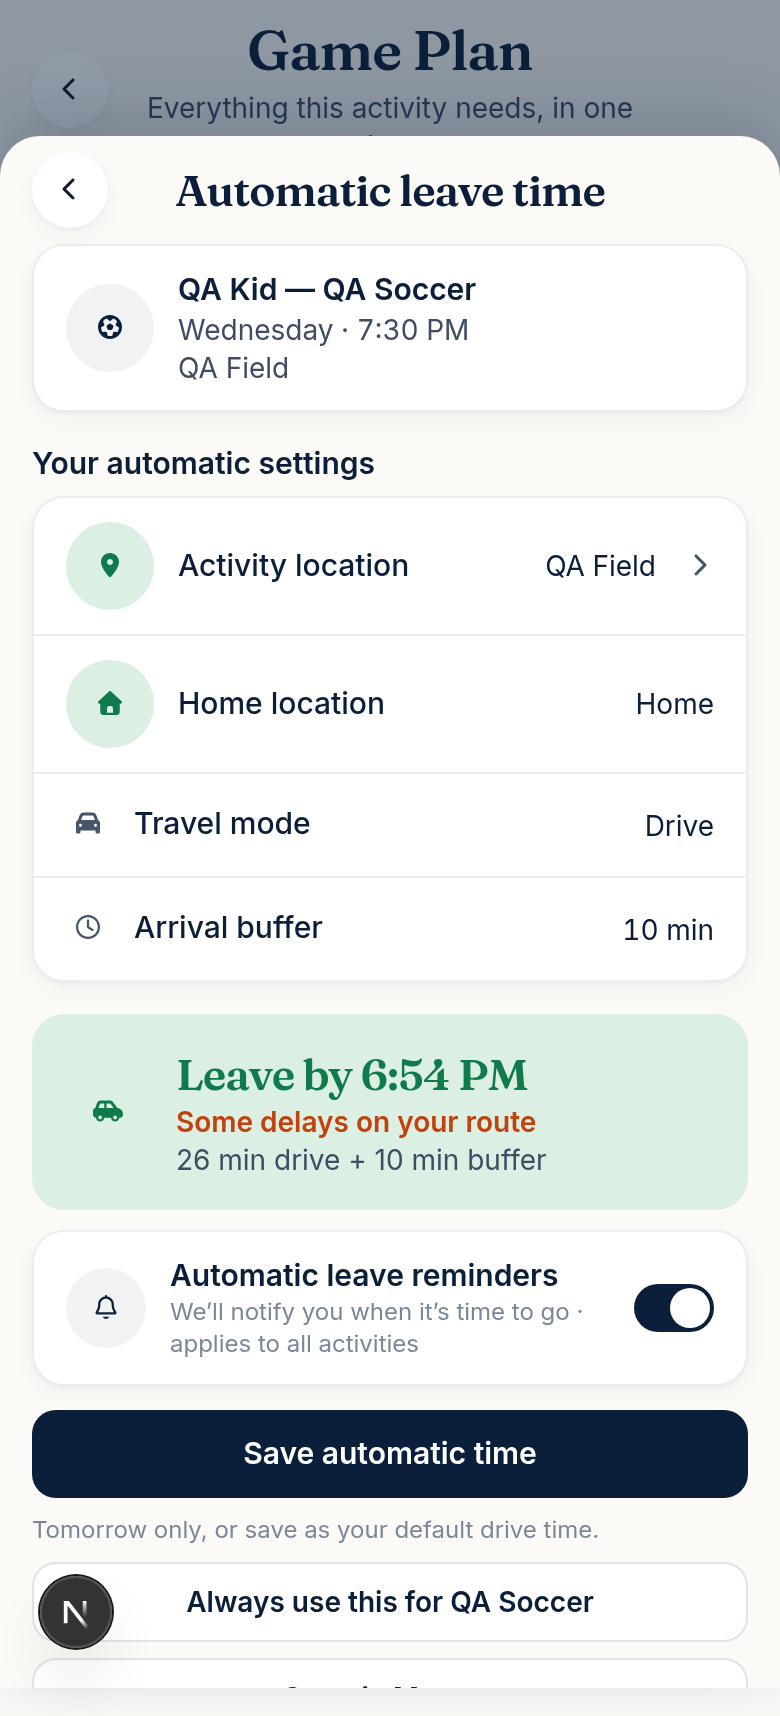 Game Plan
Everything this activity needs, in one
Automatic leave time
QA Kid — QA Soccer
Wednesday · 7:30 PM
QA Field
Your automatic settings
Activity location
QA Field
Home location
Home
Travel mode
Drive
Arrival buffer
10 min
Leave by 6:54 PM
Some delays on your route
26 min drive + 10 min buffer
Automatic leave reminders
We’ll notify you when it’s time to go ·
applies to all activities
Save automatic time
Tomorrow only, or save as your default drive time.
Always use this for QA Soccer
N